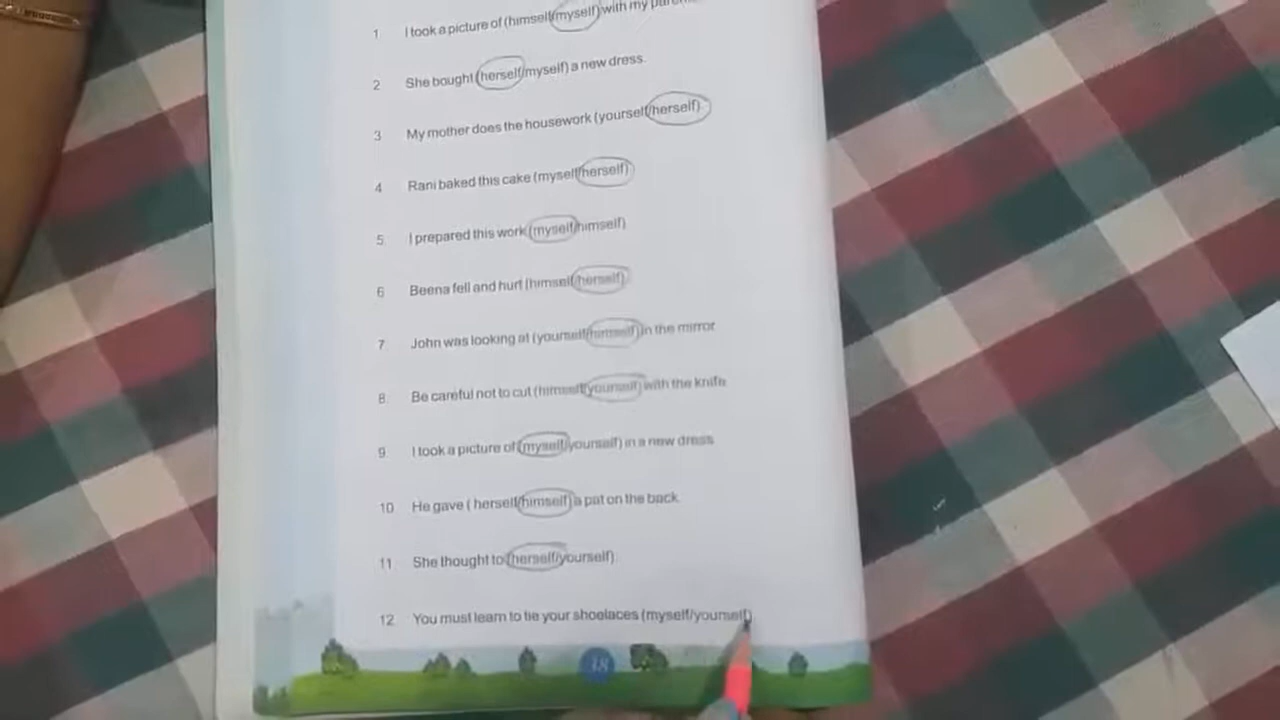 1 I took a picture of (himself/myself) with my
2 She bought (herself/myself) a new dress.
3 My mother does the housework (yourself/herself).
4 Rani baked this cake (myself/herself)
5 I prepared this work (myself/himself)
6 Beena fell and hurt (himself/herself)
7 John was looking at (yourself/himself) in the mirror
8 Be careful not to cut (himself/yourself) with the knife
9 I took a picture of (myself/yourself) in a new dress
10 He gave ( herself/himself) a pat on the back.
11 She thought to (herself/yourself).
12 You must learn to tie your shoelaces (myself/yourself)
18